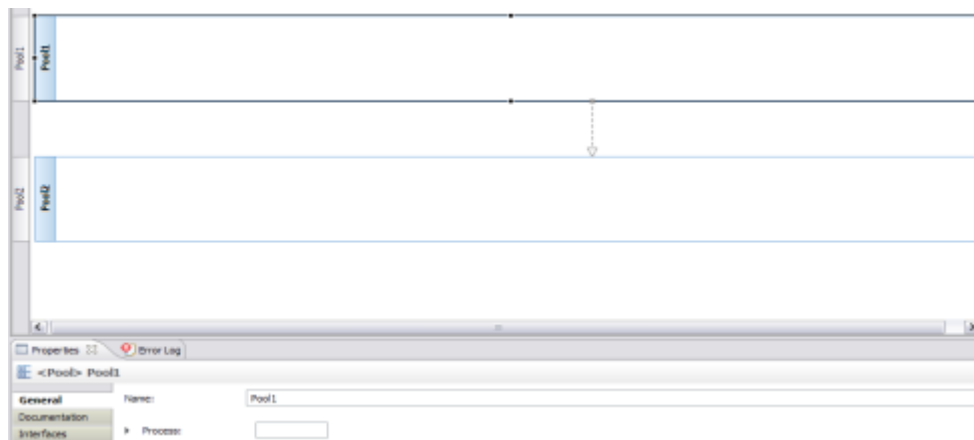 Pool1
Pool1
Pool2
Pool2
Properties
Error Log
<Pool> Pool1
General
Name:
Pool1
Documentation
Interfaces
Process: